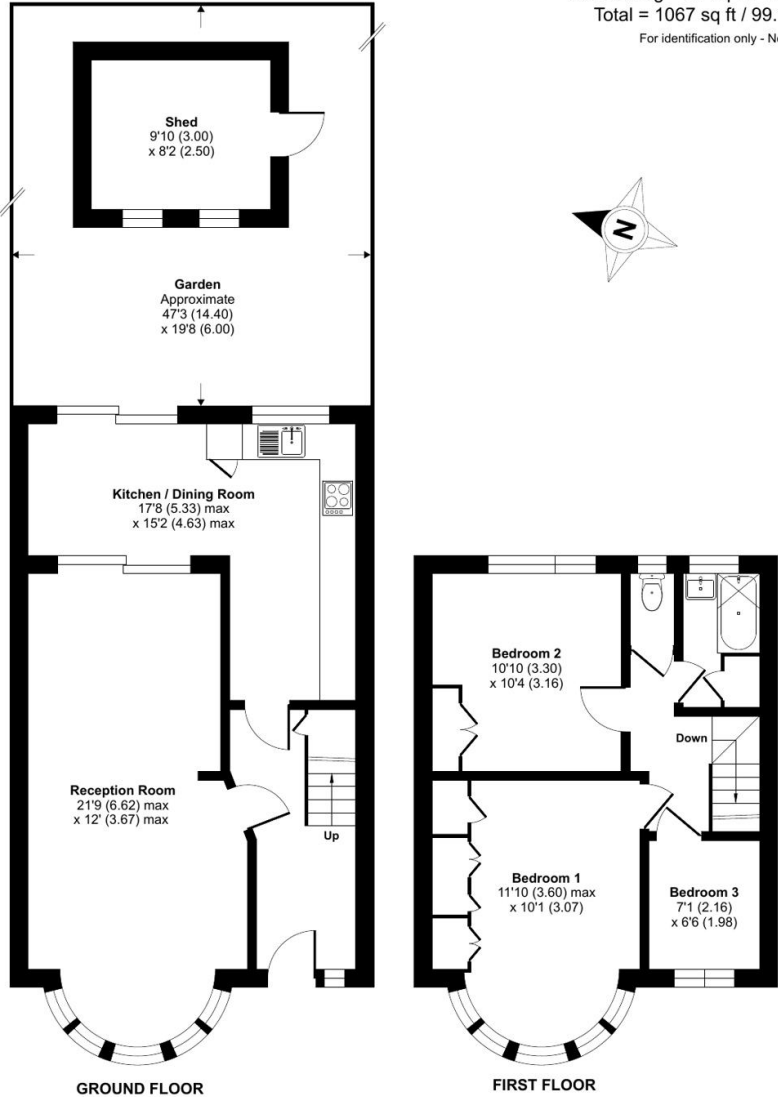 Total = 1067 sq ft / 99.
For identification only - No
Shed
9'10 (3.00)
x 8'2 (2.50)
N
Garden
Approximate
47'3 (14.40)
x 19'8 (6.00)
Kitchen / Dining Room
17'8 (5.33) max
x 15'2 (4.63) max
Reception Room
21'9 (6.62) max
x 12' (3.67) max
Up
GROUND FLOOR
Bedroom 2
10'10 (3.30)
x 10'4 (3.16)
Down
Bedroom 1
11'10 (3.60) max
x 10'1 (3.07)
Bedroom 3
7'1 (2.16)
x 6'6 (1.98)
FIRST FLOOR